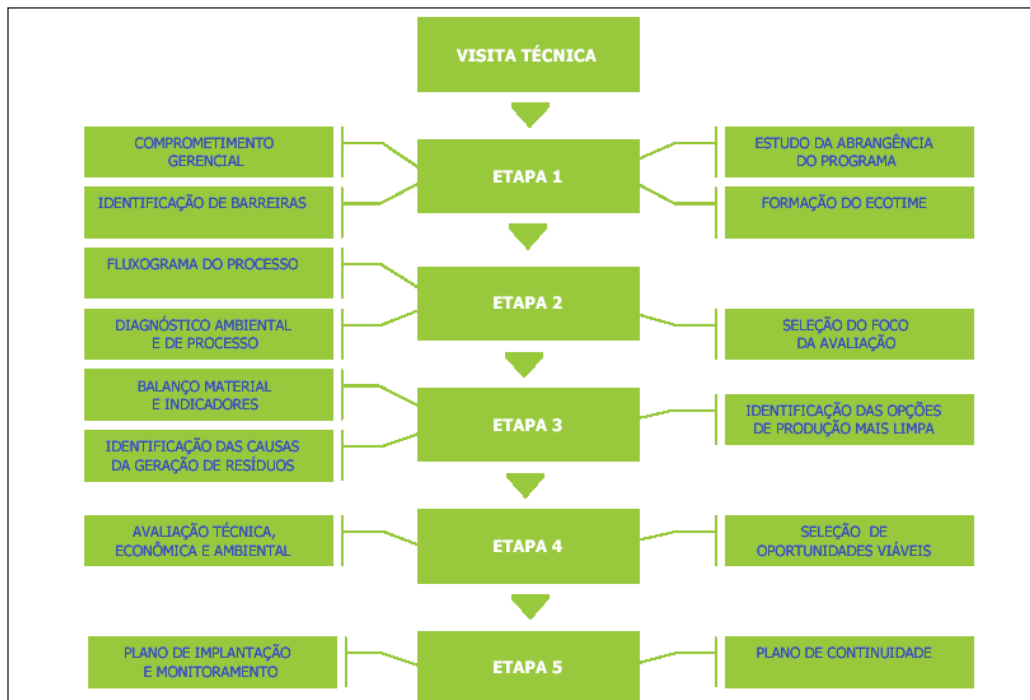 VISITA TÉCNICA
COMPROMETIMENTO
GERENCIAL
IDENTIFICAÇÃO DE BARREIRAS
ETAPA 1
ESTUDO DA ABRANGÊNCIA
DO PROGRAMA
FORMAÇÃO DO ECOTIME
FLUXOGRAMA DO PROCESSO
DIAGNÓSTICO AMBIENTAL
E DE PROCESSO
ETAPA 2
SELEÇÃO DO FOCO
DA AVALIAÇÃO
BALANÇO MATERIAL
E INDICADORES
IDENTIFICAÇÃO DAS CAUSAS
DA GERAÇÃO DE RESÍDUOS
ETAPA 3
IDENTIFICAÇÃO DAS OPÇÕES
DE PRODUÇÃO MAIS LIMPA
AVALIAÇÃO TÉCNICA,
ECONÔMICA E AMBIENTAL
ETAPA 4
SELEÇÃO DE
OPORTUNIDADES VIÁVEIS
PLANO DE IMPLANTAÇÃO
E MONITORAMENTO
ETAPA 5
PLANO DE CONTINUIDADE